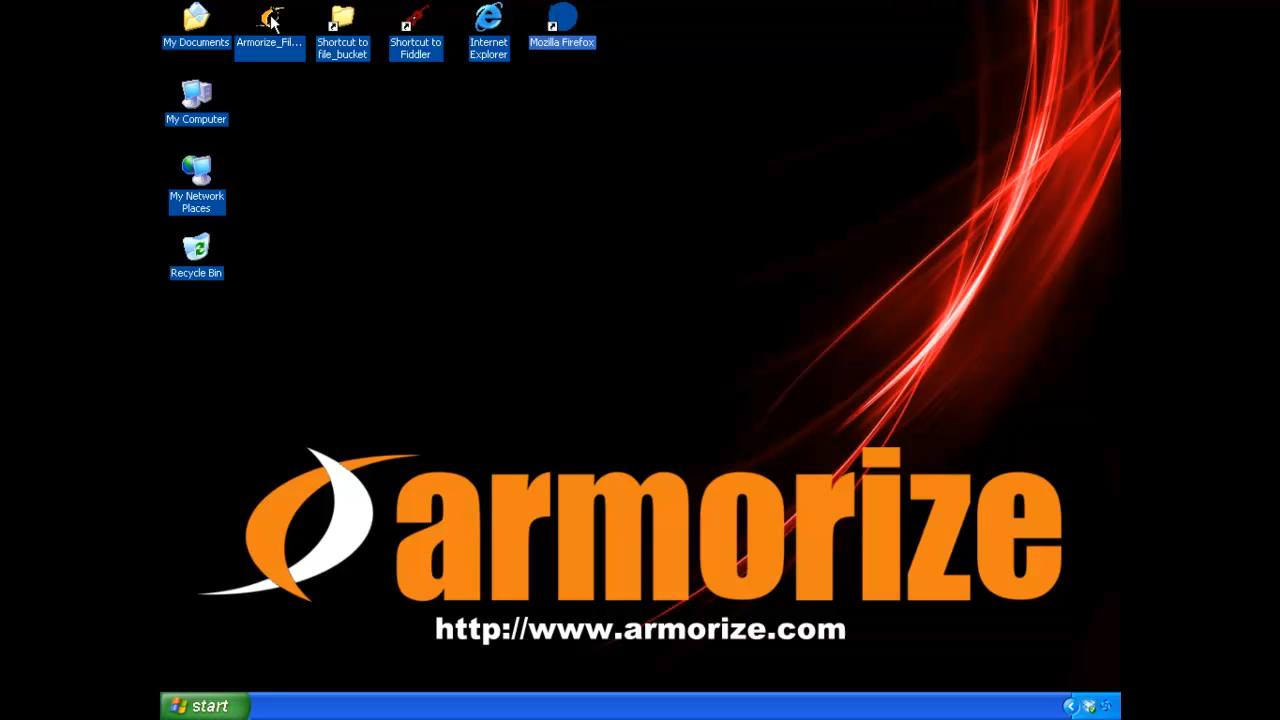 My Documents
Armorize_Fil...
Shortcut to
file_bucket
Shortcut to
Fiddler
Internet
Explorer
Mozilla Firefox
My Computer
My Network
Places
Recycle Bin
armorize
http://www.armorize.com
start